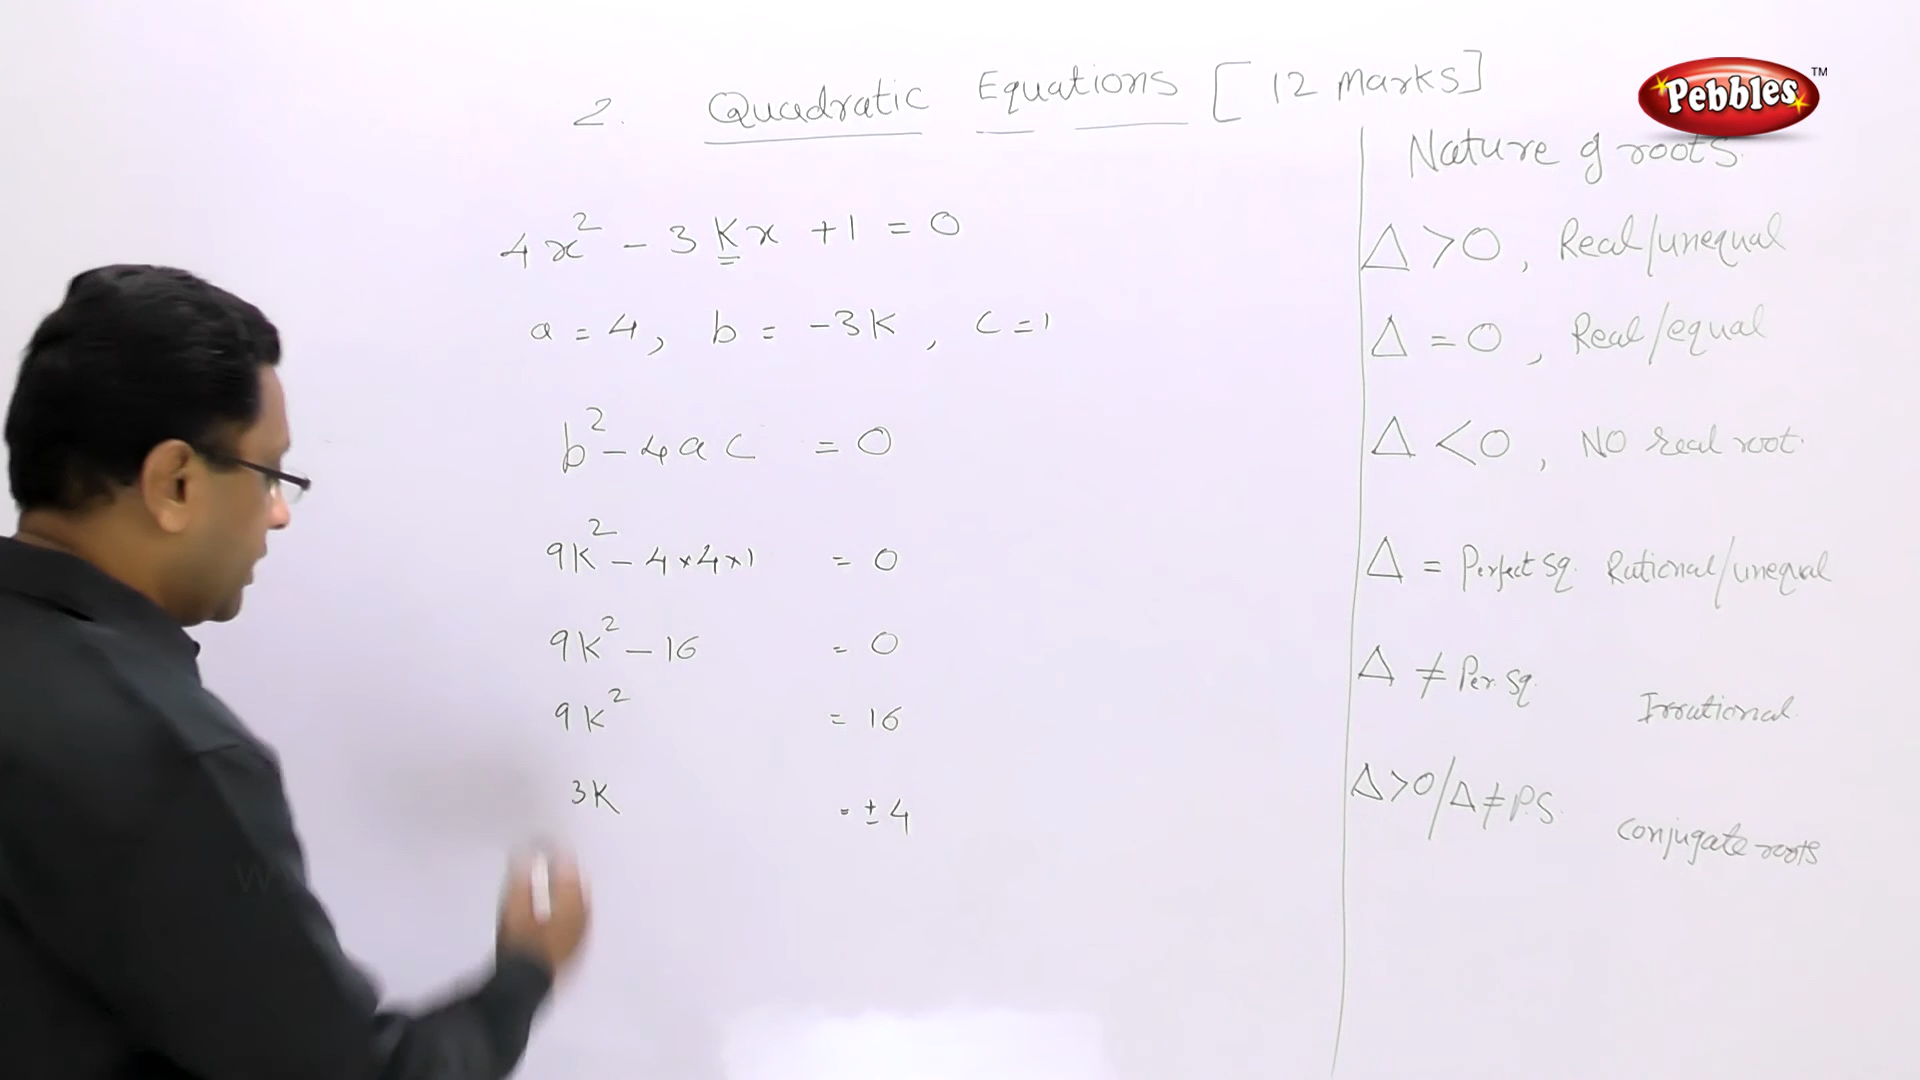 2. Quadratic Equations [12 marks]
Pebbles™
4x² - 3kx + 1 = 0
a = 4, b = -3k, c = 1
b² - 4ac = 0
9k² - 4×4×1 = 0
9k² - 16 = 0
9k² = 16
3k = ±4
Nature of roots.
Δ > 0, Real/unequal
Δ = 0, Real/equal
Δ < 0, NO real root.
Δ = Perfect Sq. Rational/unequal
Δ ≠ Per. Sq. Irrational
Δ > 0/Δ ≠ P.S. conjugate roots